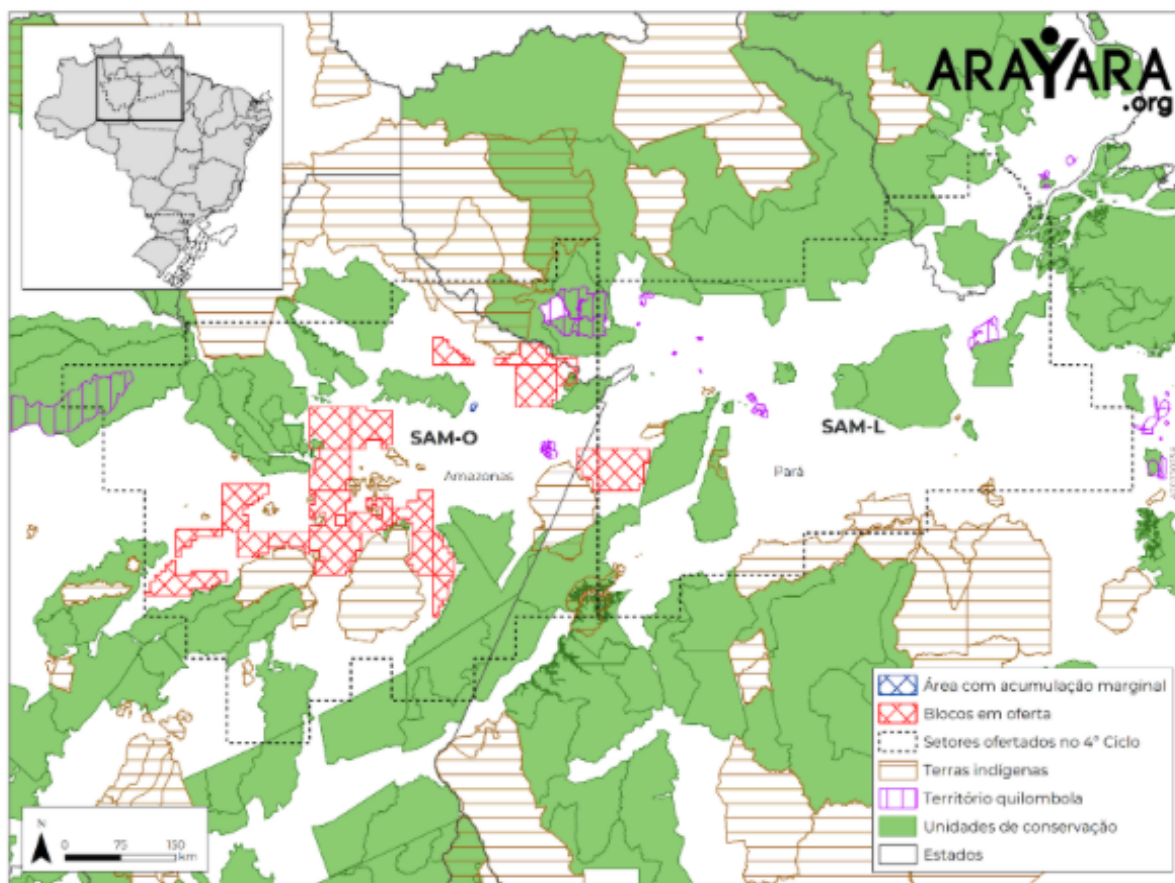 ARAYARA
.org
SAM-O
SAM-L
Amazonas
Pará
Área com acumulação marginal
Blocos em oferta
Setores ofertados no 4º Ciclo
Terras indígenas
Território quilombola
Unidades de conservação
Estados
N
0 75 150
km